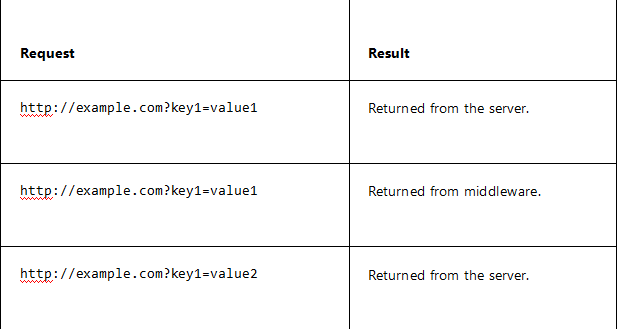 Request Result
http://example.com?key1=value1 Returned from the server.
http://example.com?key1=value1 Returned from middleware.
http://example.com?key1=value2 Returned from the server.